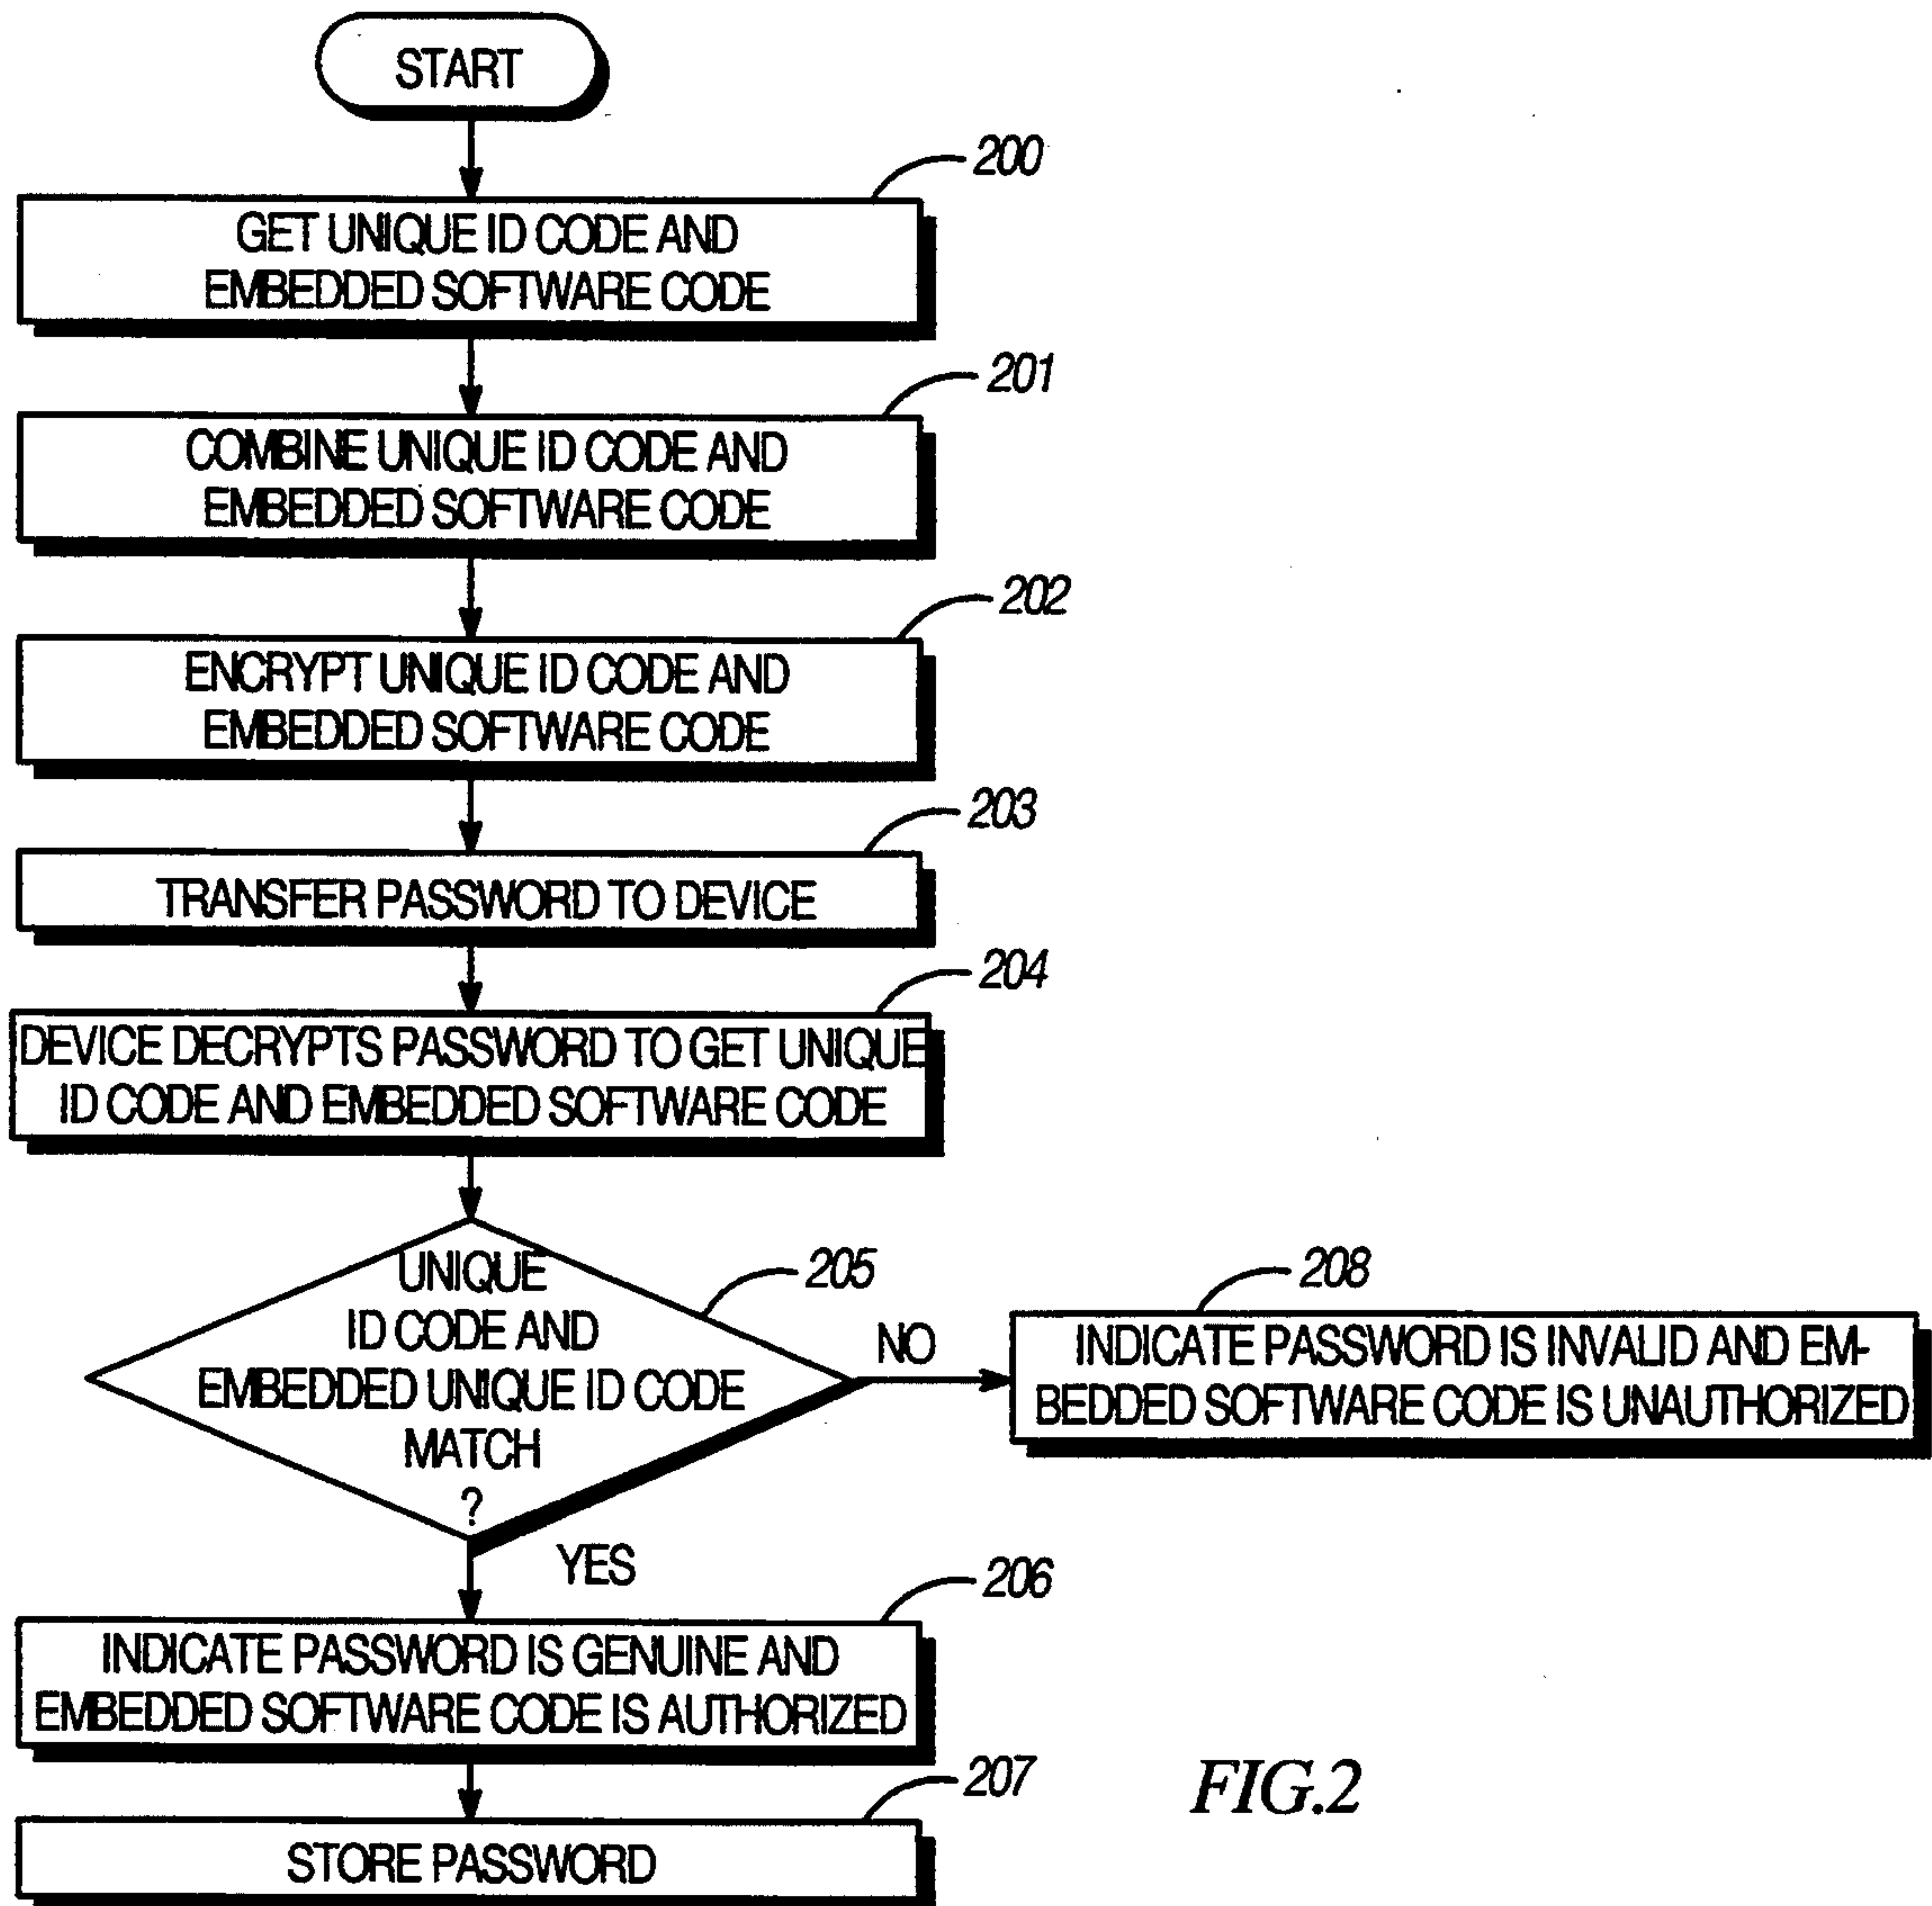 START
200
GET UNIQUE ID CODE AND
EMBEDDED SOFTWARE CODE
201
COMBINE UNIQUE ID CODE AND
EMBEDDED SOFTWARE CODE
202
ENCRYPT UNIQUE ID CODE AND
EMBEDDED SOFTWARE CODE
203
TRANSFER PASSWORD TO DEVICE
204
DEVICE DECRYPTS PASSWORD TO GET UNIQUE
ID CODE AND EMBEDDED SOFTWARE CODE
205
UNIQUE
ID CODE AND
EMBEDDED UNIQUE ID CODE
MATCH
?
NO
208
INDICATE PASSWORD IS INVALID AND EM-
BEDDED SOFTWARE CODE IS UNAUTHORIZED
YES
206
INDICATE PASSWORD IS GENUINE AND
EMBEDDED SOFTWARE CODE IS AUTHORIZED
207
STORE PASSWORD
FIG.2